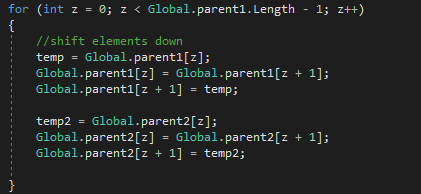 for (int z = 0; z < Global.parent1.Length - 1; z++)
{
//shift elements down
temp = Global.parent1[z];
Global.parent1[z] = Global.parent1[z + 1];
Global.parent1[z + 1] = temp;
temp2 = Global.parent2[z];
Global.parent2[z] = Global.parent2[z + 1];
Global.parent2[z + 1] = temp2;
}